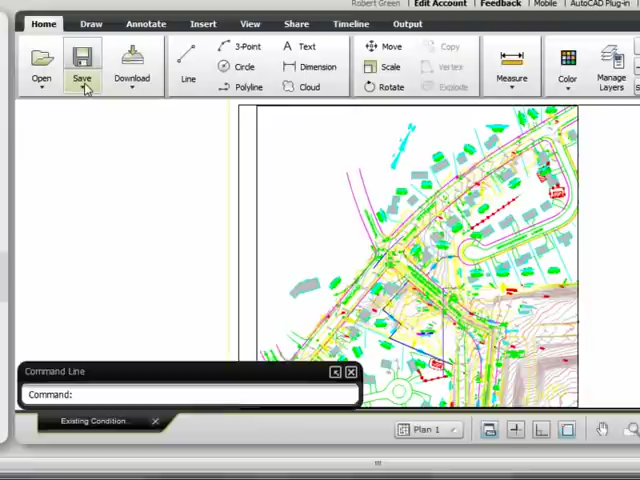 Robert Green | Edit Account | Feedback | Mobile | AutoCAD Plug-in
Home Draw Annotate Insert View Share Timeline Output
Open Save Download Line 3-Point Circle Polyline Text Dimension Cloud Move Scale Rotate Copy Vertex Explode Measure Color Manage Layers
Command Line
Command:
Existing Condition...
Plan 1